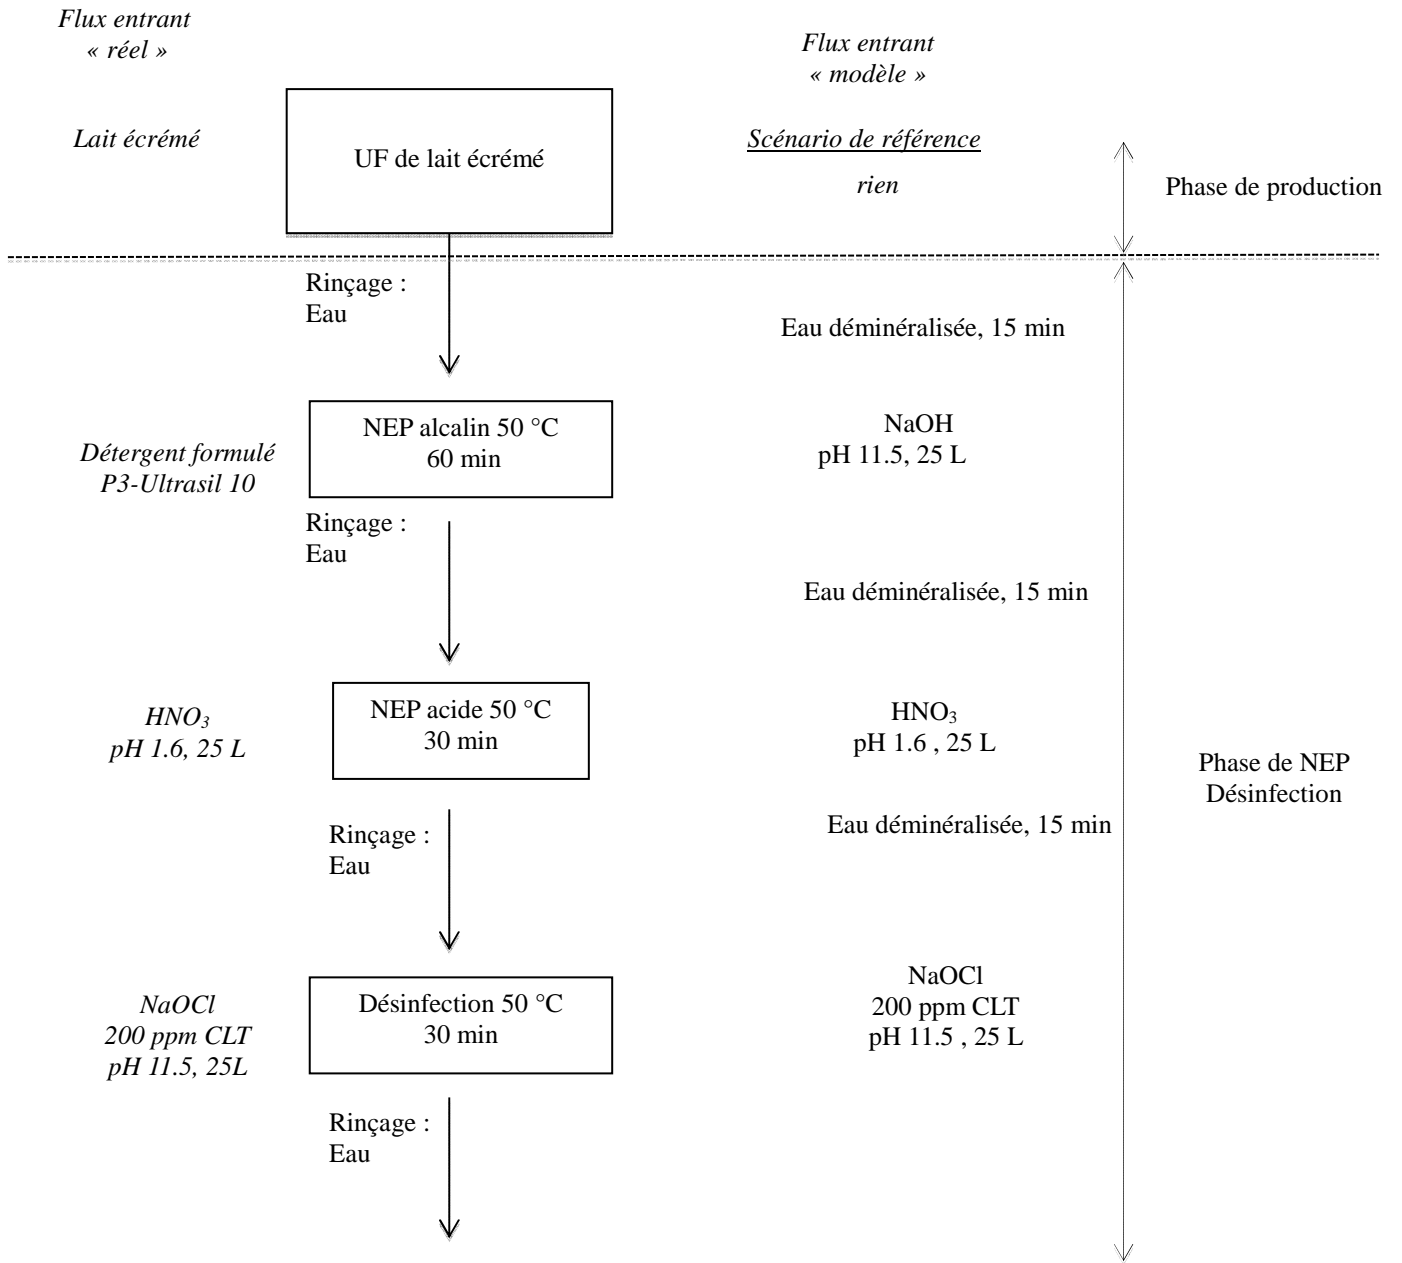 Flux entrant
« réel »
Flux entrant
« modèle »
Lait écrémé
UF de lait écrémé
Scénario de référence
rien
Phase de production
Rinçage :
Eau
Eau déminéralisée, 15 min
Détergent formulé
P3-Ultrasil 10
NEP alcalin 50 °C
60 min
NaOH
pH 11.5, 25 L
Rinçage :
Eau
Eau déminéralisée, 15 min
HNO3
pH 1.6, 25 L
NEP acide 50 °C
30 min
HNO3
pH 1.6 , 25 L
Phase de NEP
Désinfection
Rinçage :
Eau
Eau déminéralisée, 15 min
NaOCl
200 ppm CLT
pH 11.5, 25L
Désinfection 50 °C
30 min
NaOCl
200 ppm CLT
pH 11.5 , 25 L
Rinçage :
Eau